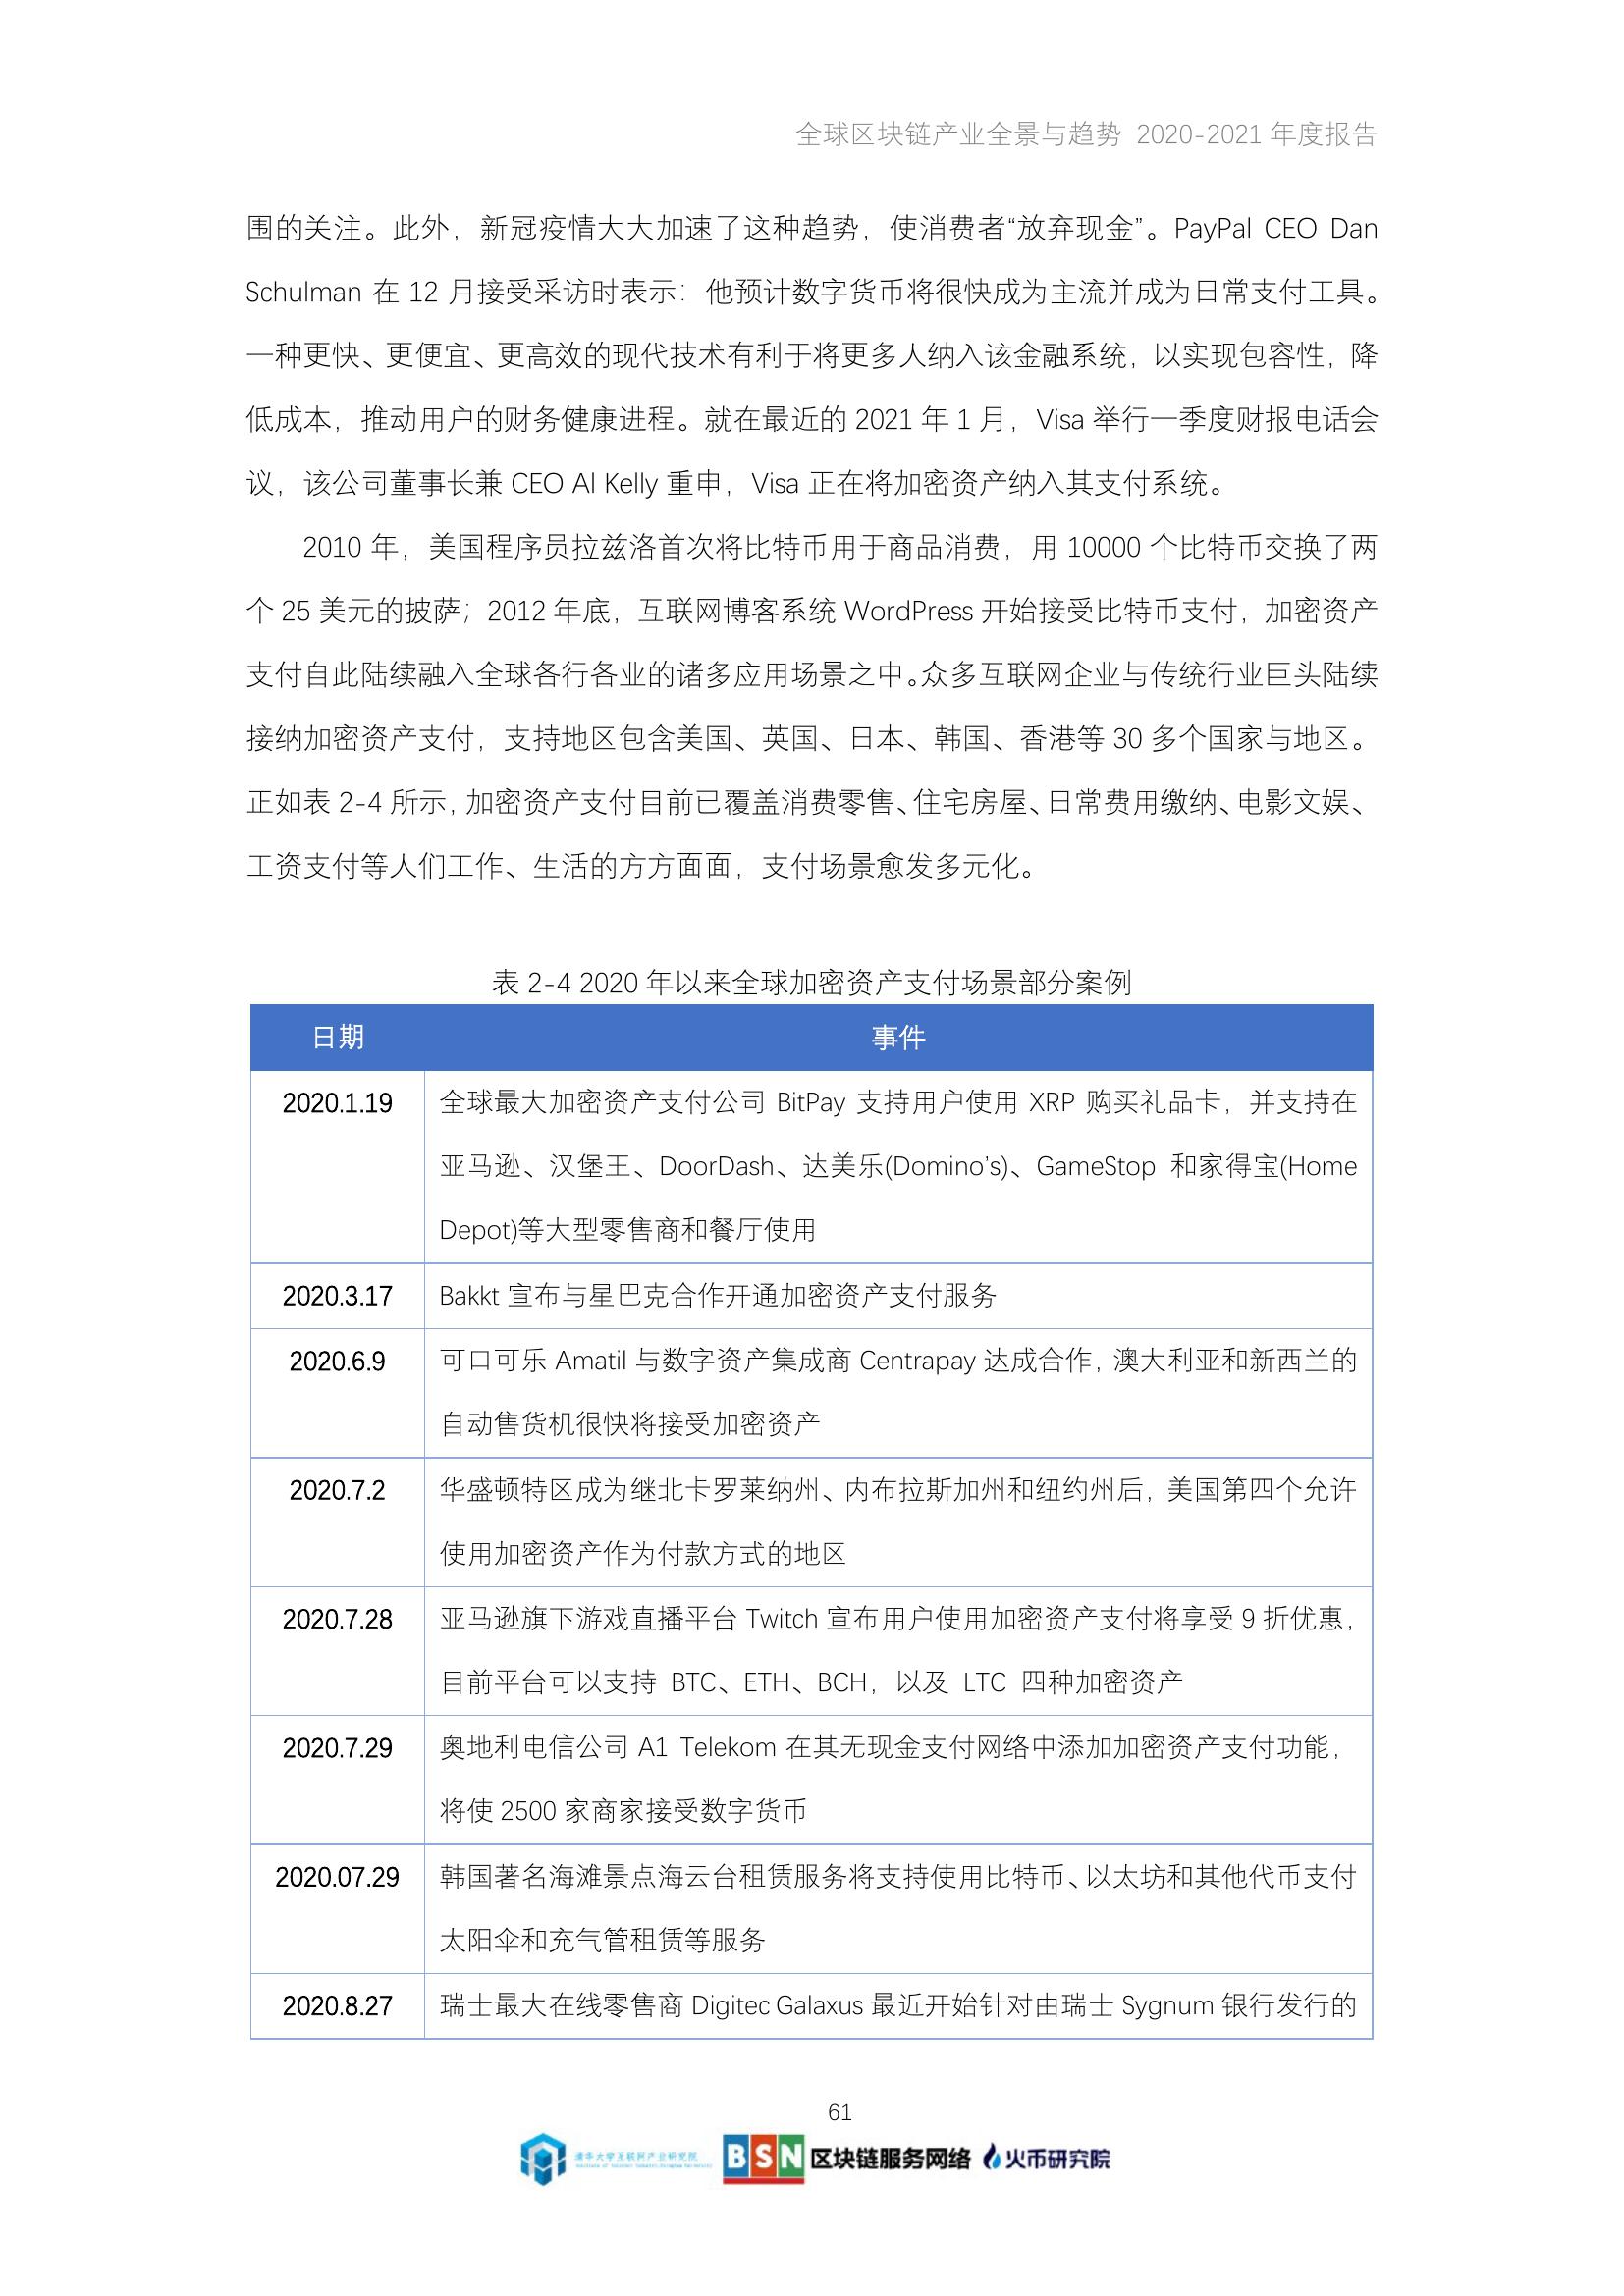 全球区块链产业全景与趋势 2020-2021 年度报告
围的关注。此外，新冠疫情大大加速了这种趋势，使消费者“放弃现金”。PayPal CEO Dan
Schulman 在 12 月接受采访时表示：他预计数字货币将很快成为主流并成为日常支付工具。
一种更快、更便宜、更高效的现代技术有利于将更多人纳入该金融系统，以实现包容性，降
低成本，推动用户的财务健康进程。就在最近的 2021 年 1 月，Visa 举行一季度财报电话会
议，该公司董事长兼 CEO Al Kelly 重申，Visa 正在将加密资产纳入其支付系统。
2010 年，美国程序员拉兹洛首次将比特币用于商品消费，用 10000 个比特币交换了两
个 25 美元的披萨；2012 年底，互联网博客系统 WordPress 开始接受比特币支付，加密资产
支付自此陆续融入全球各行各业的诸多应用场景之中。众多互联网企业与传统行业巨头陆续
接纳加密资产支付，支持地区包含美国、英国、日本、韩国、香港等 30 多个国家与地区。
正如表 2-4 所示，加密资产支付目前已覆盖消费零售、住宅房屋、日常费用缴纳、电影文娱、
工资支付等人们工作、生活的方方面面，支付场景愈发多元化。
表 2-4 2020 年以来全球加密资产支付场景部分案例
日期 事件
2020.1.19 全球最大加密资产支付公司 BitPay 支持用户使用 XRP 购买礼品卡，并支持在
亚马逊、汉堡王、DoorDash、达美乐(Domino’s)、GameStop 和家得宝(Home
Depot)等大型零售商和餐厅使用
2020.3.17 Bakkt 宣布与星巴克合作开通加密资产支付服务
2020.6.9 可口可乐 Amatil 与数字资产集成商 Centrapay 达成合作，澳大利亚和新西兰的
自动售货机很快将接受加密资产
2020.7.2 华盛顿特区成为继北卡罗莱纳州、内布拉斯加州和纽约州后，美国第四个允许
使用加密资产作为付款方式的地区
2020.7.28 亚马逊旗下游戏直播平台 Twitch 宣布用户使用加密资产支付将享受 9 折优惠，
目前平台可以支持 BTC、ETH、BCH，以及 LTC 四种加密资产
2020.7.29 奥地利电信公司 A1 Telekom 在其无现金支付网络中添加加密资产支付功能，
将使 2500 家商家接受数字货币
2020.07.29 韩国著名海滩景点海云台租赁服务将支持使用比特币、以太坊和其他代币支付
太阳伞和充气管租赁等服务
2020.8.27 瑞士最大在线零售商 Digitec Galaxus 最近开始针对由瑞士 Sygnum 银行发行的
61
清华大学互联网产业研究院
BSN 区块链服务网络 火币研究院